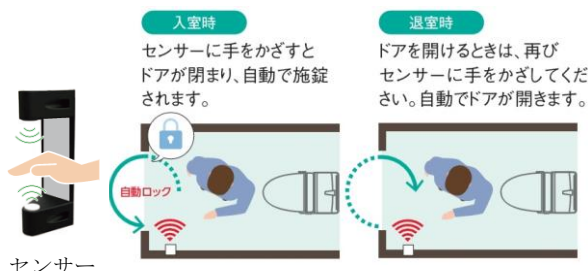 入室時
センサーに手をかざすと
ドアが閉まり、自動で施錠
されます。
自動ロック
退室時
ドアを開けるときは、再び
センサーに手をかざしてくだ
さい。自動でドアが開きます。
センサー